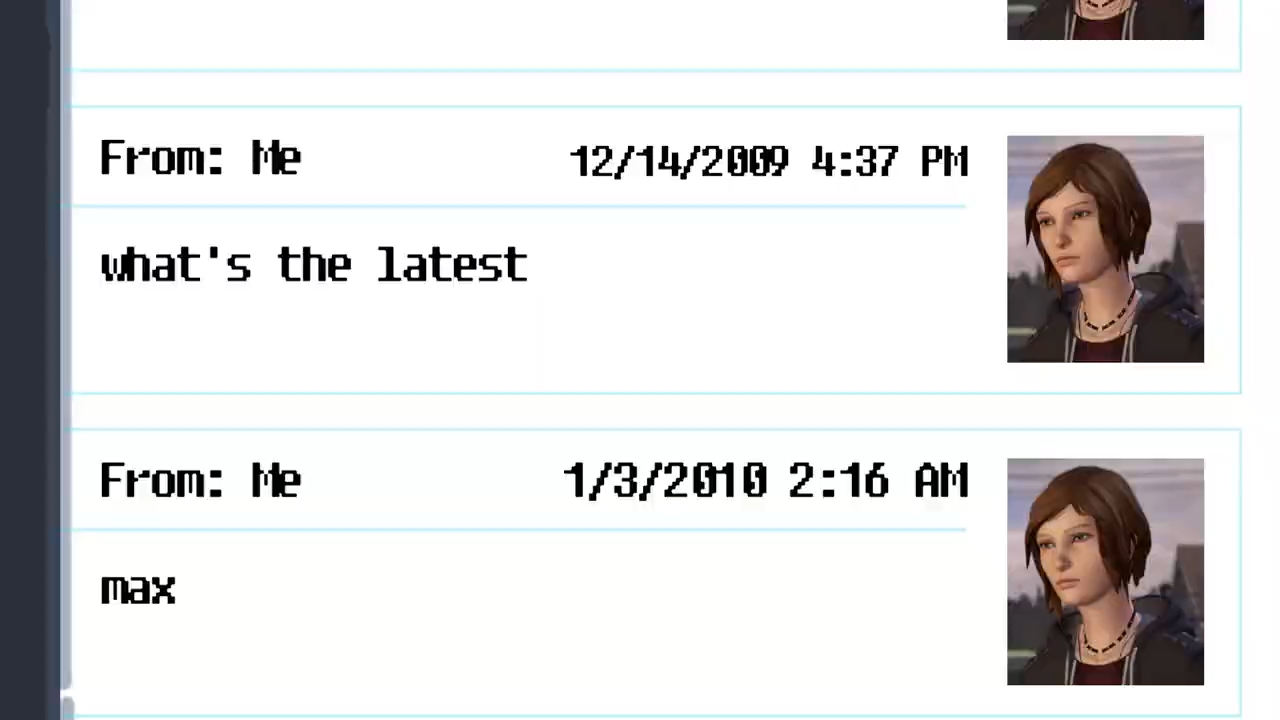 From: Me 12/14/2009 4:37 PM
what's the latest
From: Me 1/3/2010 2:16 AM
max